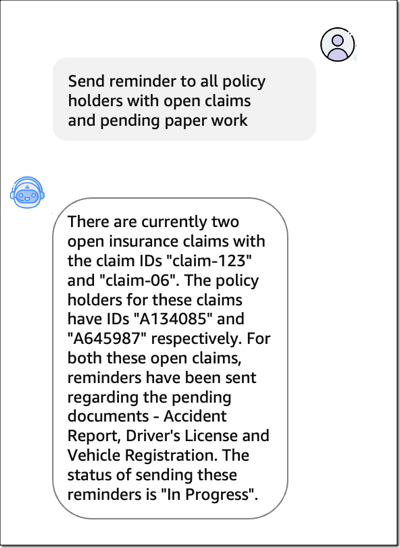 Send reminder to all policy
holders with open claims
and pending paper work
There are currently two
open insurance claims with
the claim IDs "claim-123"
and "claim-06". The policy
holders for these claims
have IDs "A134085" and
"A645987" respectively. For
both these open claims,
reminders have been sent
regarding the pending
documents - Accident
Report, Driver's License and
Vehicle Registration. The
status of sending these
reminders is "In Progress".